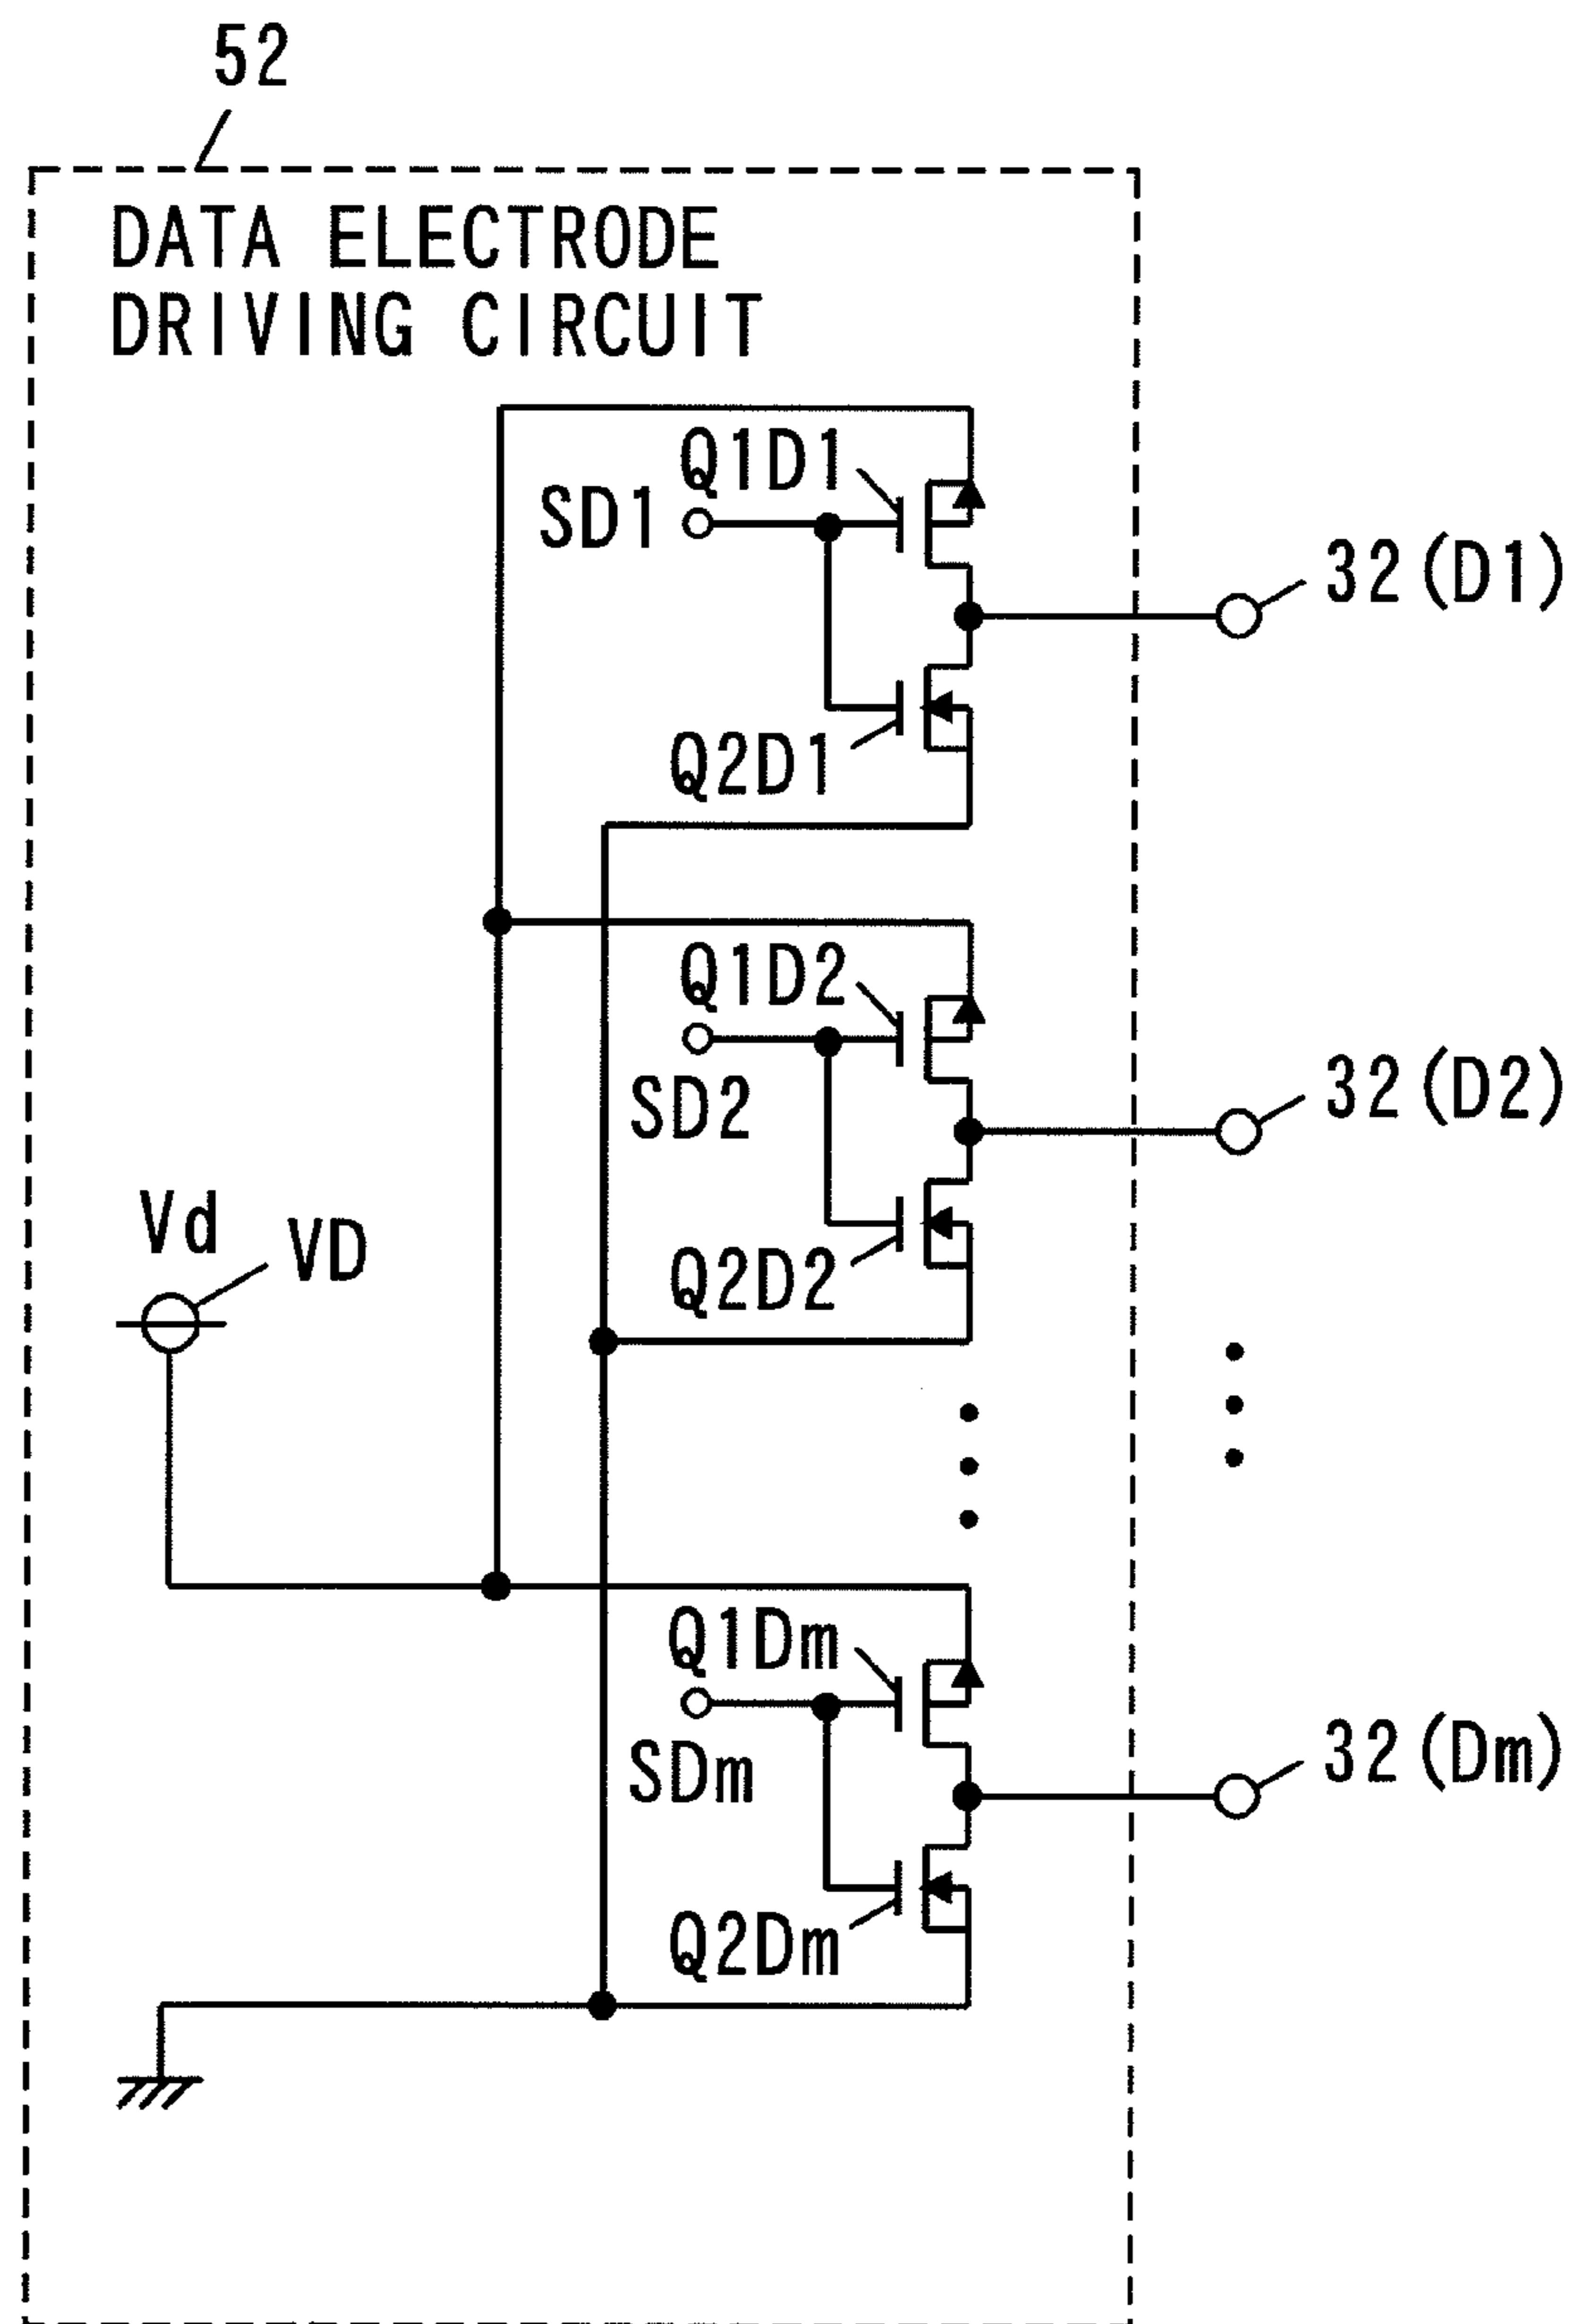 52
DATA ELECTRODE
DRIVING CIRCUIT
Q1D1
SD1
32(D1)
Q2D1
Q1D2
SD2
32(D2)
Q2D2
Vd
VD
Q1Dm
SDm
32(Dm)
Q2Dm